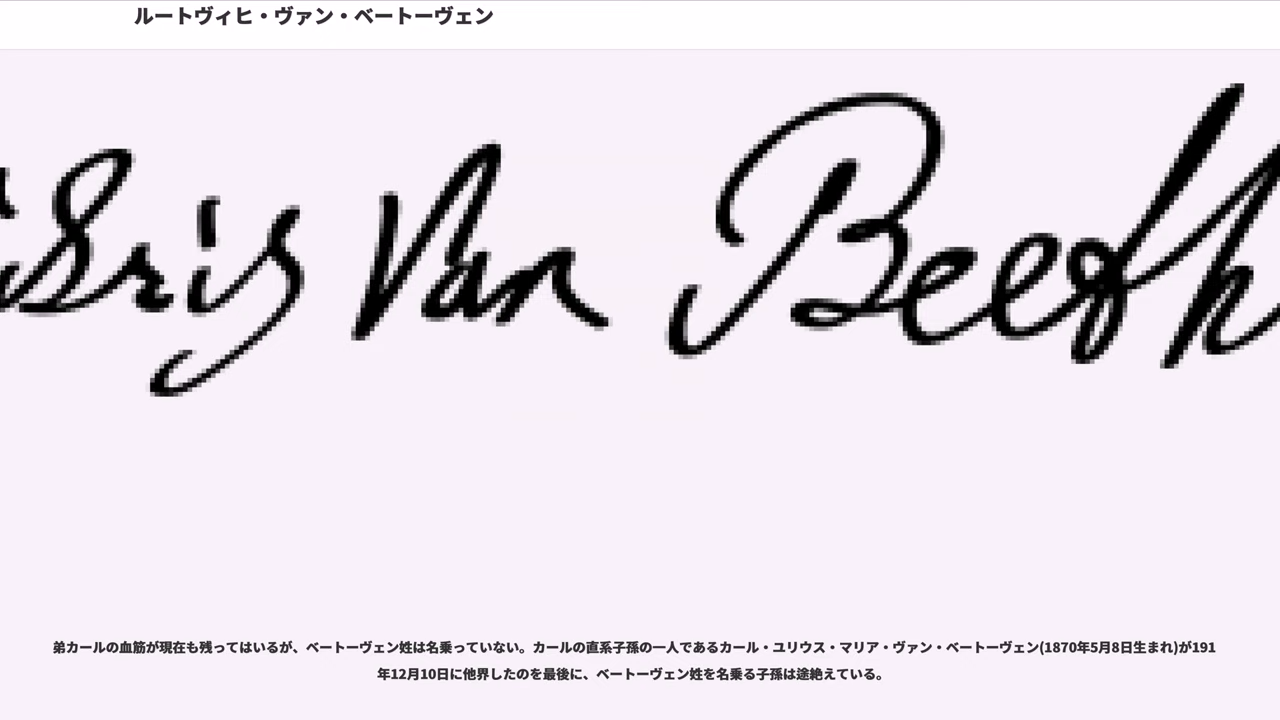 ルートヴィヒ・ヴァン・ベートーヴェン
Van Beeth
弟カールの血筋が現在も残ってはいるが、ベートーヴェン姓は名乗っていない。カールの直系子孫の一人であるカール・ユリウス・マリア・ヴァン・ベートーヴェン(1870年5月8日生まれ)が191
年12月10日に他界したのを最後に、ベートーヴェン姓を名乗る子孫は途絶えている。